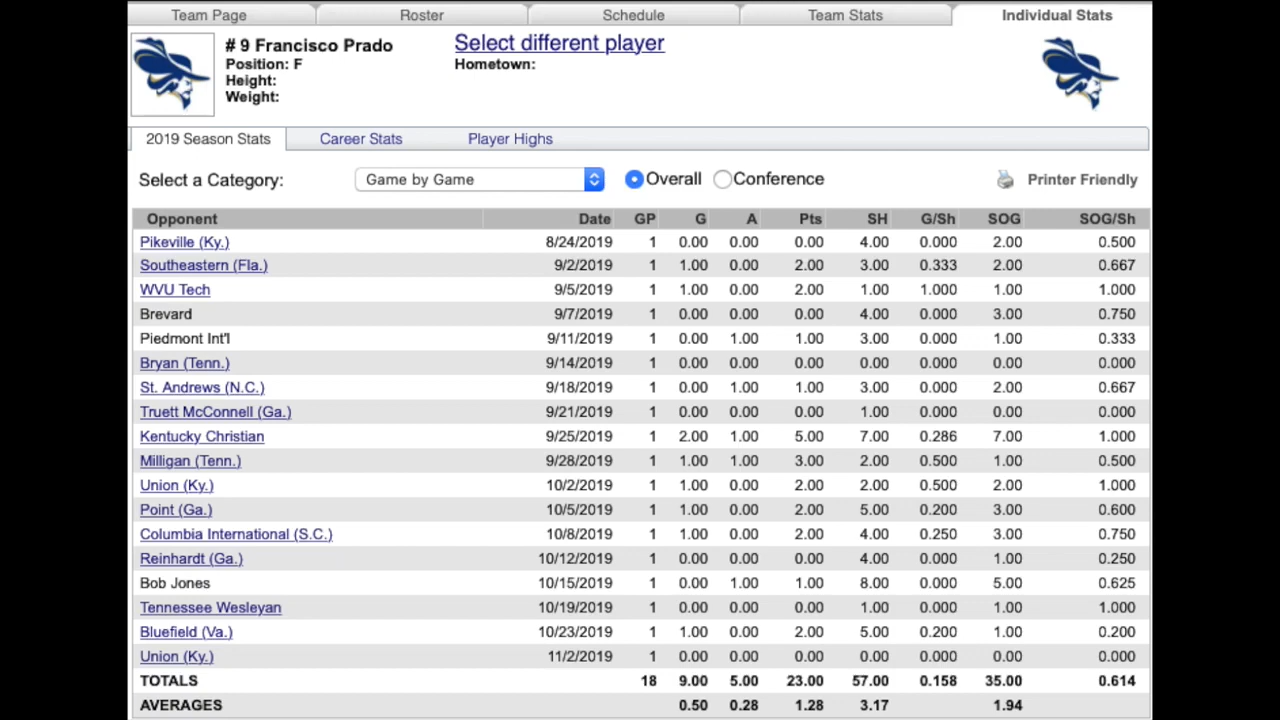 Team Page Roster Schedule Team Stats Individual Stats
# 9 Francisco Prado Select different player
Position: F Hometown:
Height:
Weight:
2019 Season Stats Career Stats Player Highs
Select a Category: Game by Game Overall Conference Printer Friendly
Opponent Date GP G A Pts SH G/Sh SOG SOG/Sh
Pikeville (Ky.) 8/24/2019 1 0.00 0.00 0.00 4.00 0.000 2.00 0.500
Southeastern (Fla.) 9/2/2019 1 1.00 0.00 2.00 3.00 0.333 2.00 0.667
WVU Tech 9/5/2019 1 1.00 0.00 2.00 1.00 1.000 1.00 1.000
Brevard 9/7/2019 1 0.00 0.00 0.00 4.00 0.000 3.00 0.750
Piedmont Int'l 9/11/2019 1 0.00 1.00 1.00 3.00 0.000 1.00 0.333
Bryan (Tenn.) 9/14/2019 1 0.00 0.00 0.00 0.00 0.000 0.00 0.000
St. Andrews (N.C.) 9/18/2019 1 0.00 1.00 1.00 3.00 0.000 2.00 0.667
Truett McConnell (Ga.) 9/21/2019 1 0.00 0.00 0.00 1.00 0.000 0.00 0.000
Kentucky Christian 9/25/2019 1 2.00 1.00 5.00 7.00 0.286 7.00 1.000
Milligan (Tenn.) 9/28/2019 1 1.00 1.00 3.00 2.00 0.500 1.00 0.500
Union (Ky.) 10/2/2019 1 1.00 0.00 2.00 2.00 0.500 2.00 1.000
Point (Ga.) 10/5/2019 1 1.00 0.00 2.00 5.00 0.200 3.00 0.600
Columbia International (S.C.) 10/8/2019 1 1.00 0.00 2.00 4.00 0.250 3.00 0.750
Reinhardt (Ga.) 10/12/2019 1 0.00 0.00 0.00 4.00 0.000 1.00 0.250
Bob Jones 10/15/2019 1 0.00 1.00 1.00 8.00 0.000 5.00 0.625
Tennessee Wesleyan 10/19/2019 1 0.00 0.00 0.00 1.00 0.000 1.00 1.000
Bluefield (Va.) 10/23/2019 1 1.00 0.00 2.00 5.00 0.200 1.00 0.200
Union (Ky.) 11/2/2019 1 0.00 0.00 0.00 0.00 0.000 0.00 0.000
TOTALS 18 9.00 5.00 23.00 57.00 0.158 35.00 0.614
AVERAGES 0.50 0.28 1.28 3.17 1.94